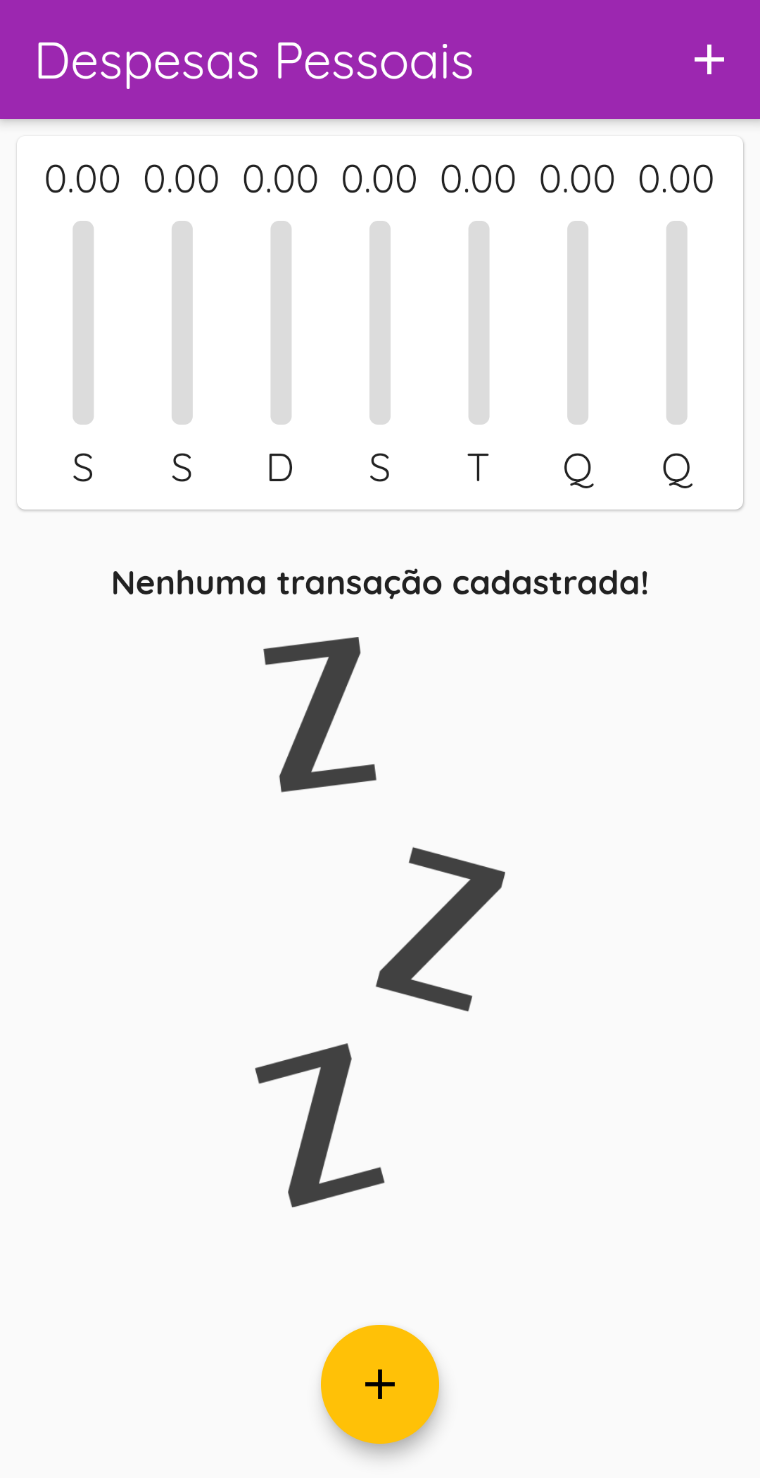 Despesas Pessoais +
0.00 0.00 0.00 0.00 0.00 0.00 0.00
S S D S T Q Q
Nenhuma transação cadastrada!
Z
Z
Z
+